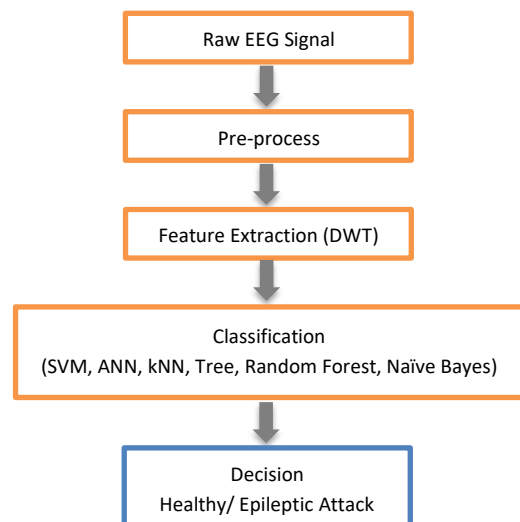 Raw EEG Signal
Pre-process
Feature Extraction (DWT)
Classification
(SVM, ANN, kNN, Tree, Random Forest, Naïve Bayes)
Decision
Healthy/ Epileptic Attack